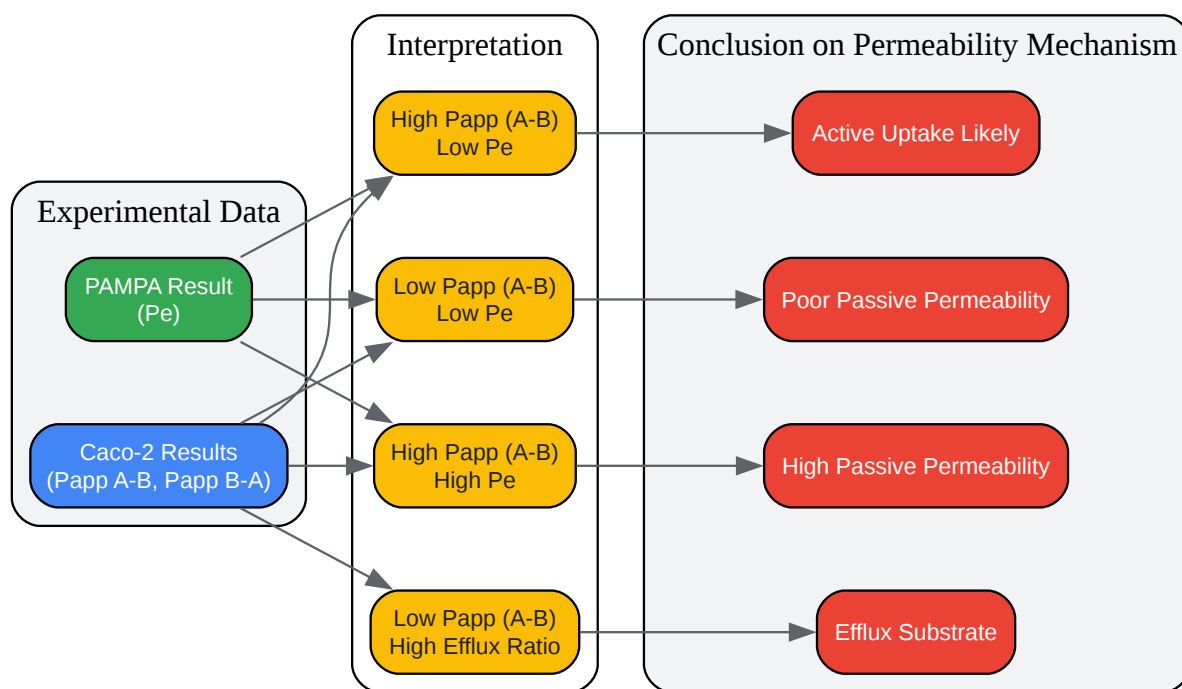 Experimental Data
PAMPA Result
(Pe)
Caco-2 Results
(Papp A-B, Papp B-A)
Interpretation
High Papp (A-B)
Low Pe
Low Papp (A-B)
Low Pe
High Papp (A-B)
High Pe
Low Papp (A-B)
High Efflux Ratio
Conclusion on Permeability Mechanism
Active Uptake Likely
Poor Passive Permeability
High Passive Permeability
Efflux Substrate